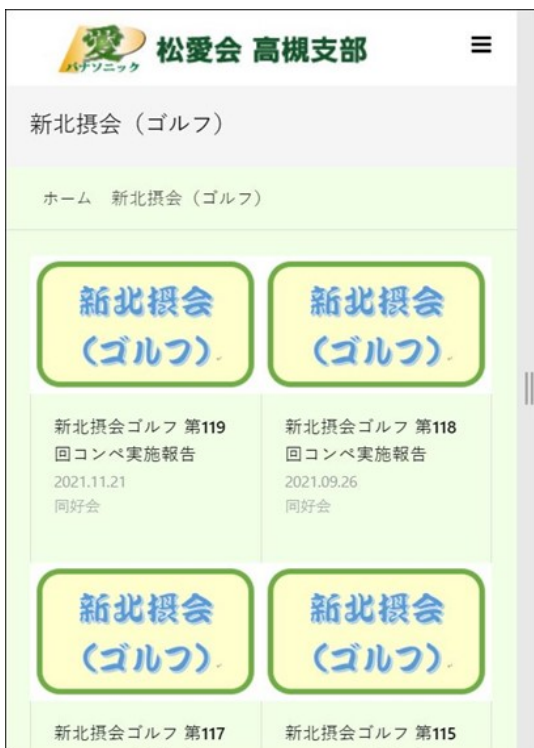 愛
パナソニック
松愛会 高槻支部
新北摂会（ゴルフ）
ホーム 新北摂会（ゴルフ）
新北摂会
（ゴルフ）
新北摂会
（ゴルフ）
新北摂会ゴルフ 第119
回コンペ実施報告
2021.11.21
同好会
新北摂会ゴルフ 第118
回コンペ実施報告
2021.09.26
同好会
新北摂会
（ゴルフ）
新北摂会
（ゴルフ）
新北摂会ゴルフ 第117
新北摂会ゴルフ 第115